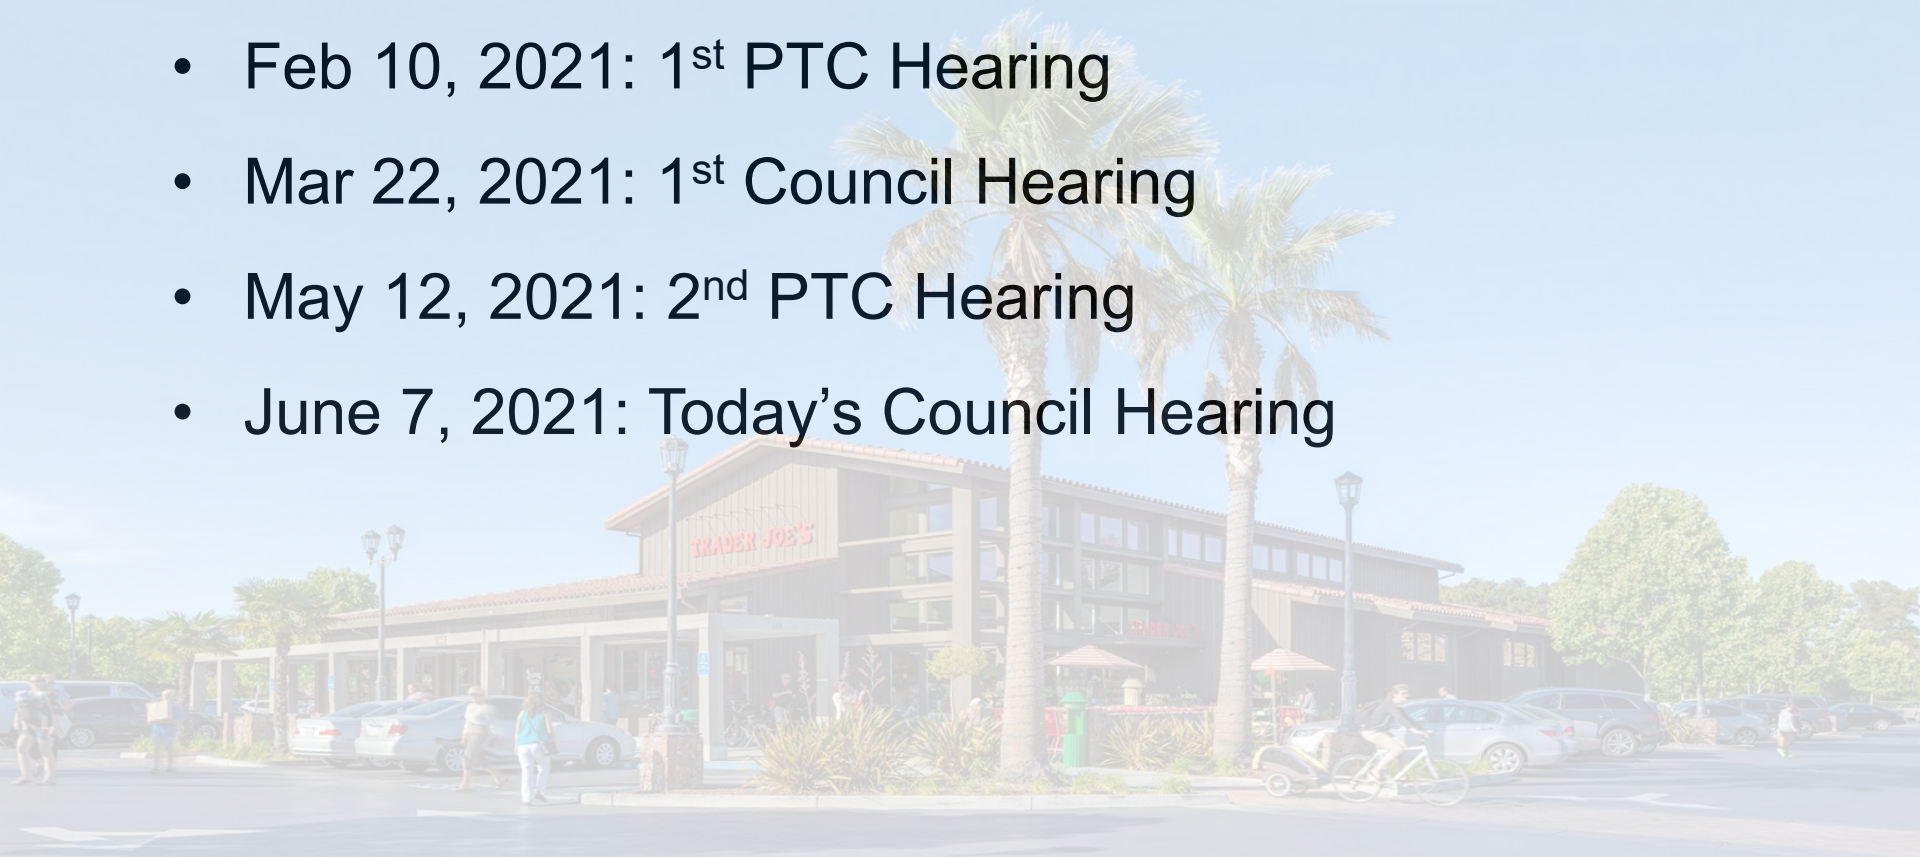 • Feb 10, 2021: 1st PTC Hearing
• Mar 22, 2021: 1st Council Hearing
• May 12, 2021: 2nd PTC Hearing
• June 7, 2021: Today’s Council Hearing
TRADER JOE'S